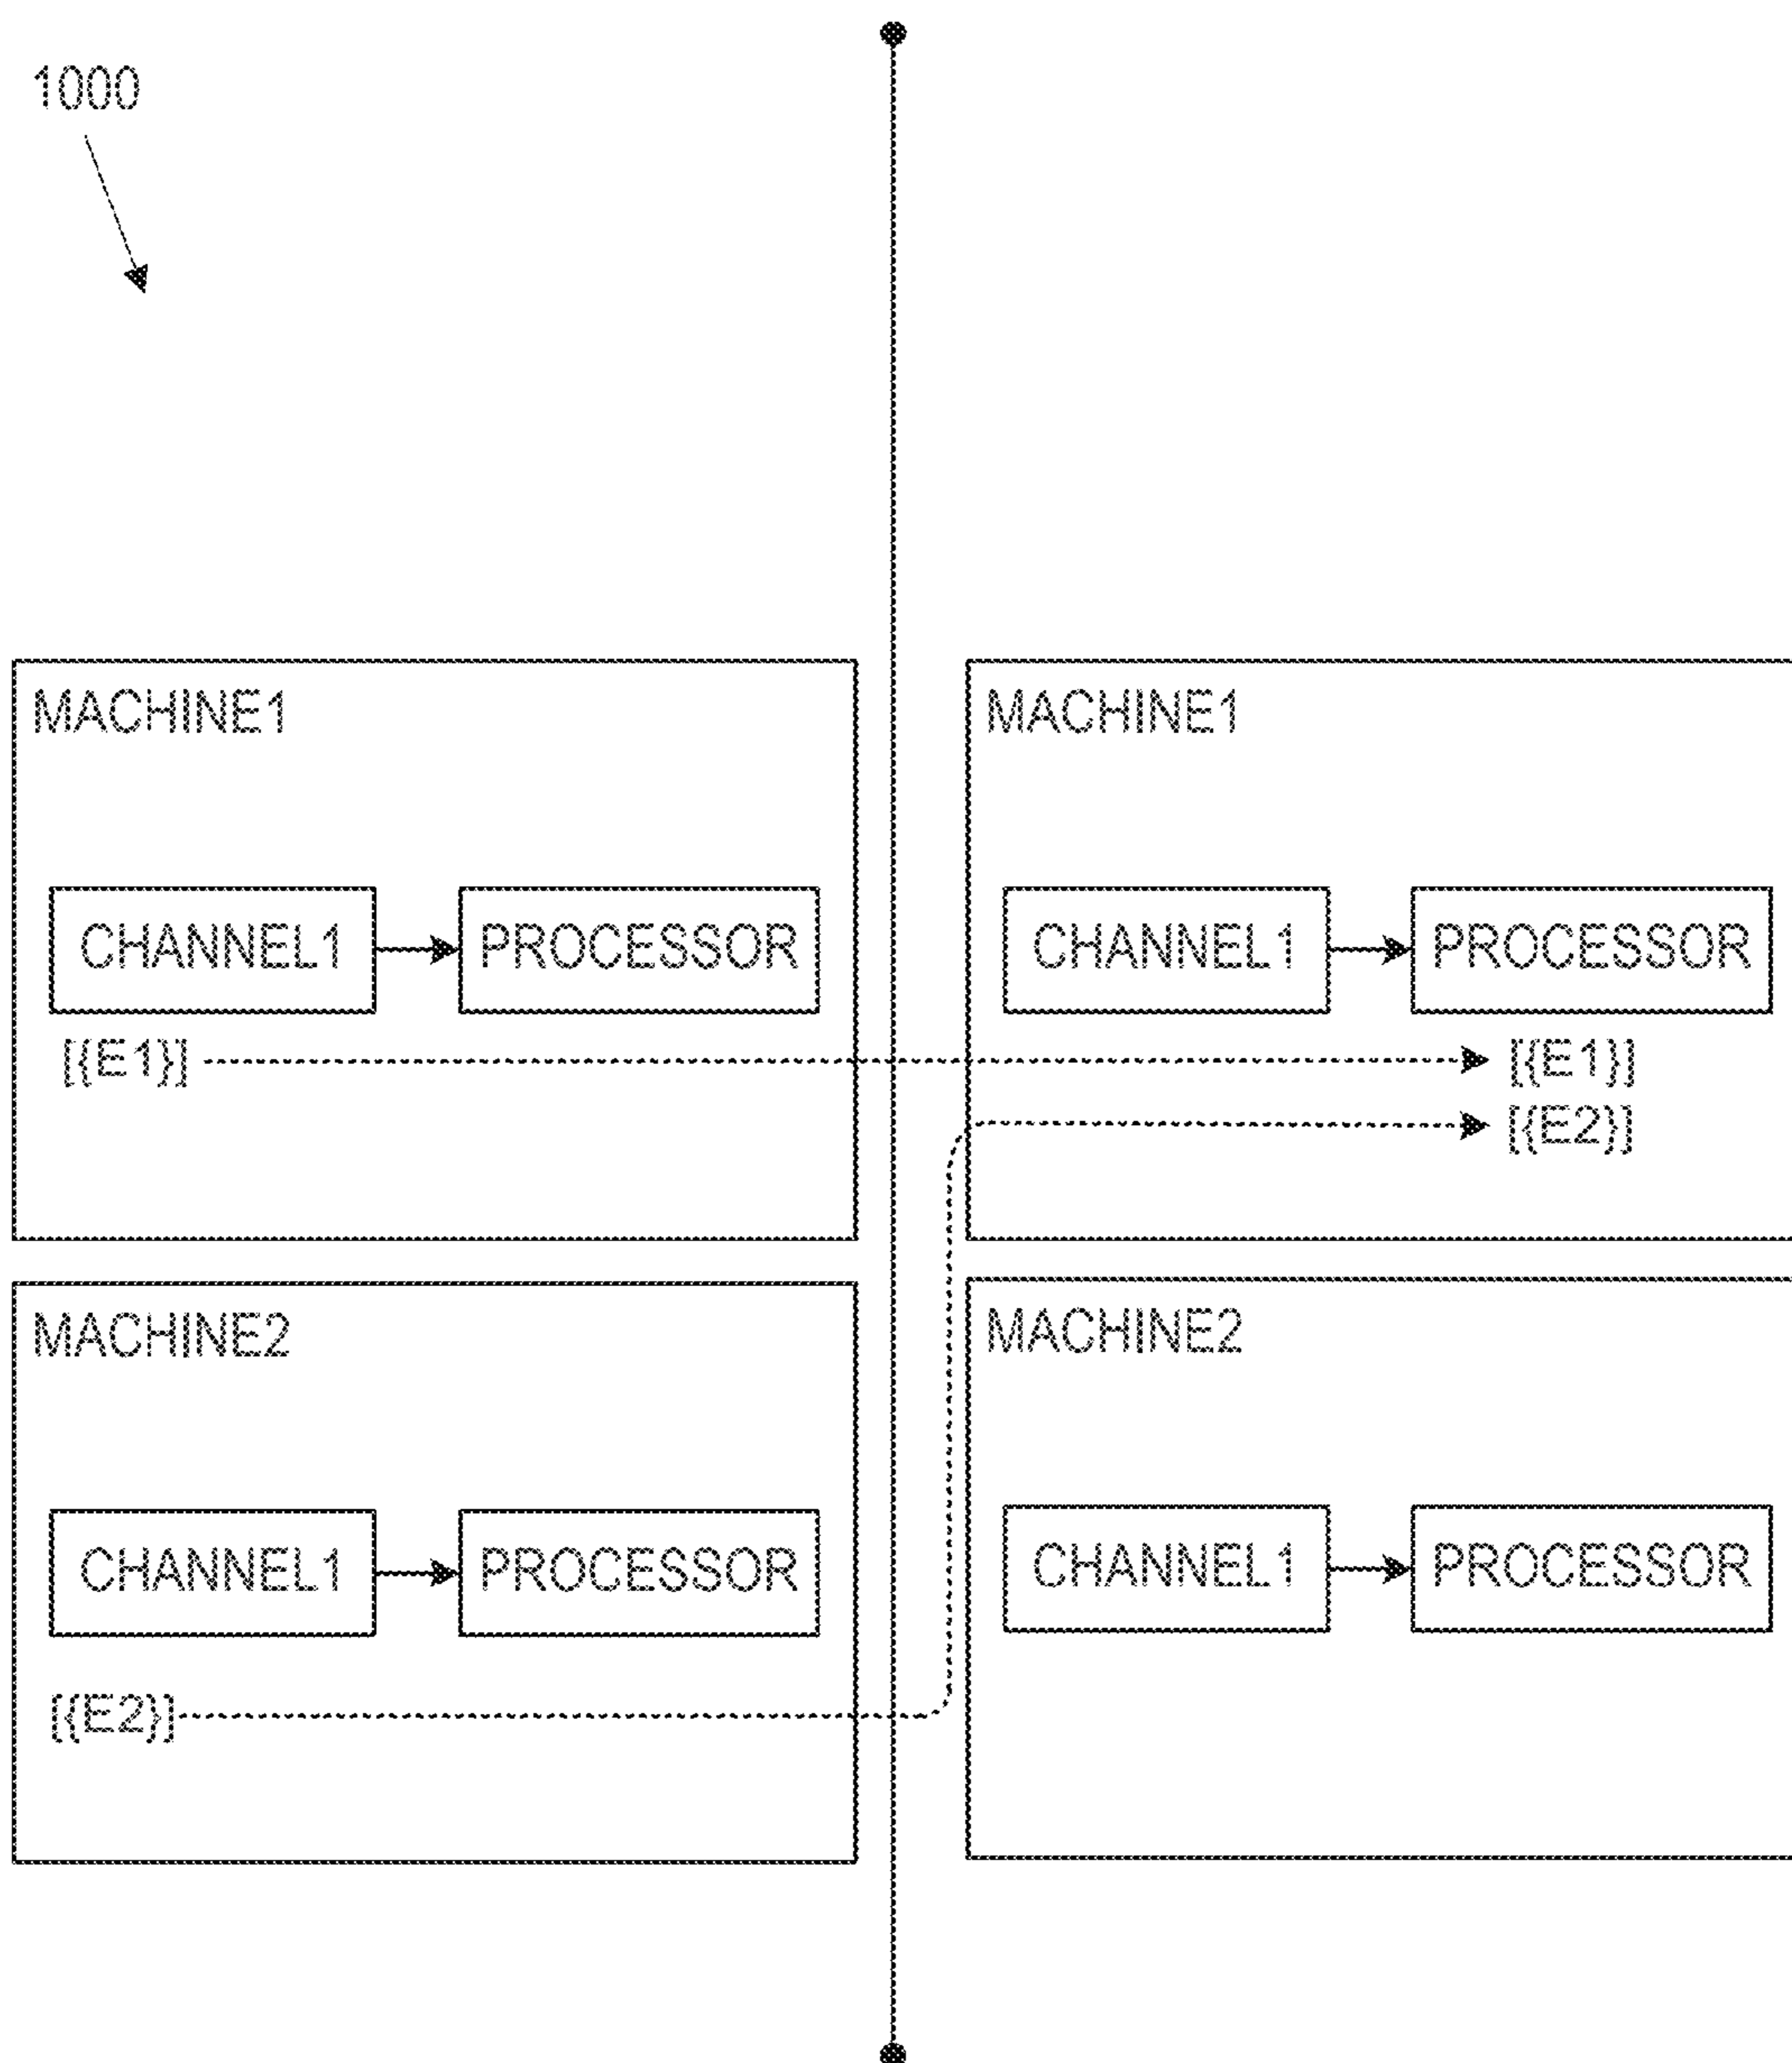 1000
MACHINE1
CHANNEL1
PROCESSOR
[{E1}]
MACHINE2
CHANNEL1
PROCESSOR
[{E2}]
MACHINE1
CHANNEL1
PROCESSOR
[{E1}]
[{E2}]
MACHINE2
CHANNEL1
PROCESSOR